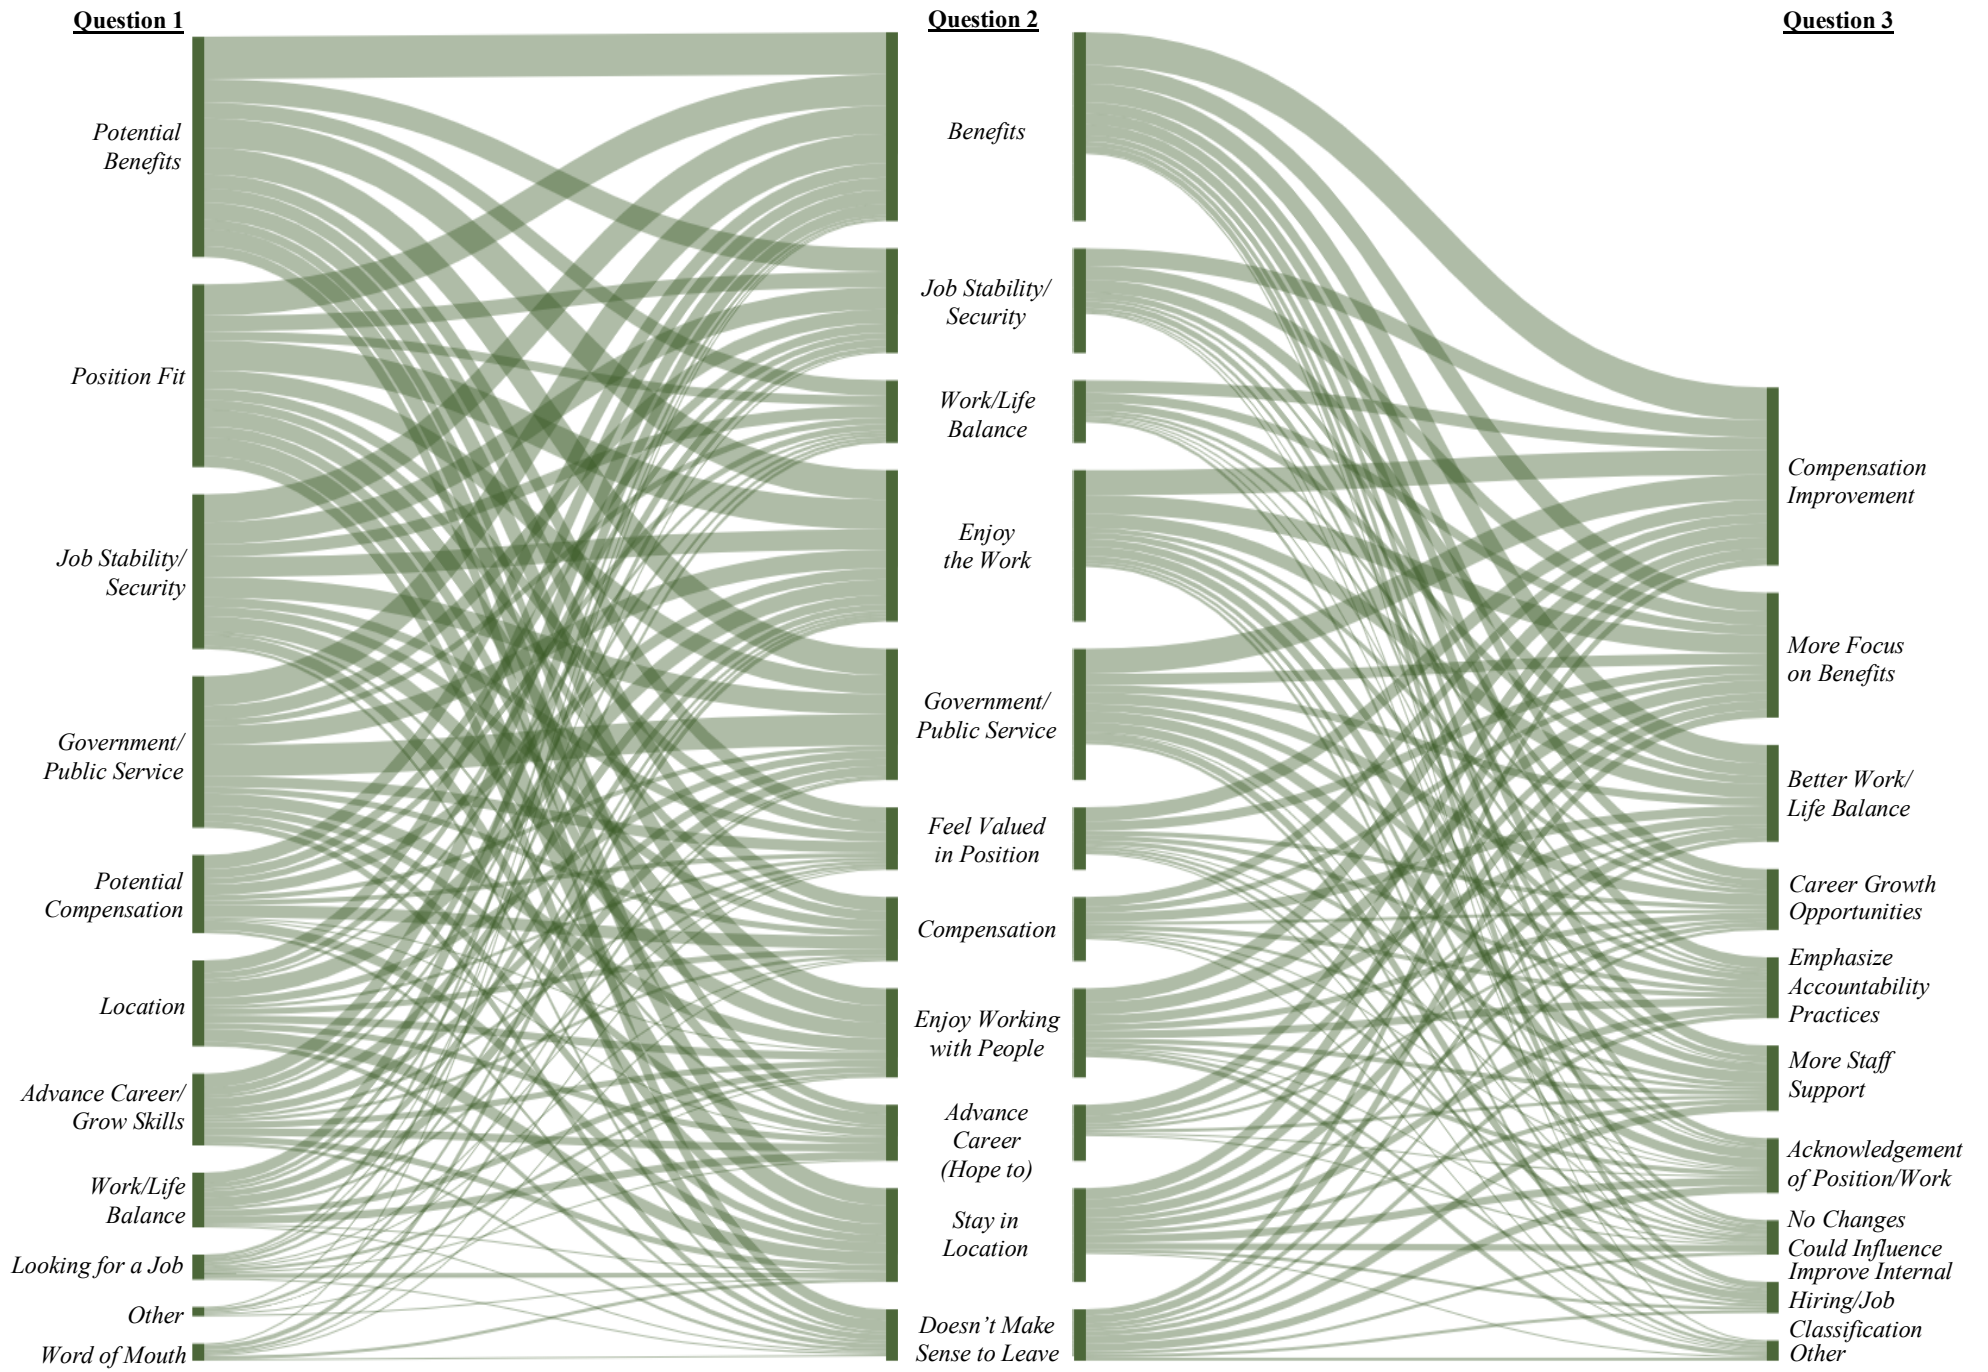 Question 1
Potential
Benefits
Position Fit
Job Stability/
Security
Government/
Public Service
Potential
Compensation
Location
Advance Career/
Grow Skills
Work/Life
Balance
Looking for a Job
Other
Word of Mouth
Question 2
Benefits
Job Stability/
Security
Work/Life
Balance
Enjoy
the Work
Government/
Public Service
Feel Valued
in Position
Compensation
Enjoy Working
with People
Advance
Career
(Hope to)
Stay in
Location
Doesn’t Make
Sense to Leave
Question 3
Compensation
Improvement
More Focus
on Benefits
Better Work/
Life Balance
Career Growth
Opportunities
Emphasize
Accountability
Practices
More Staff
Support
Acknowledgement
of Position/Work
No Changes
Could Influence
Improve Internal
Hiring/Job
Classification
Other